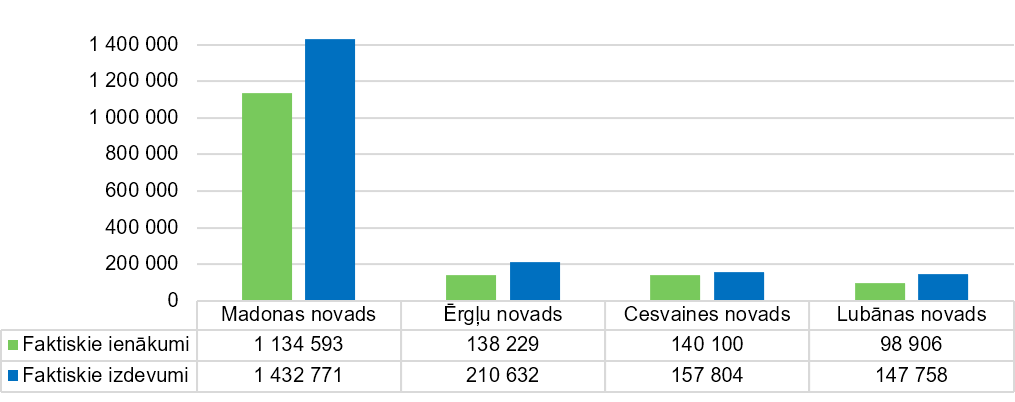 1 400 000
1 200 000
1 000 000
800 000
600 000
400 000
200 000
0
Madonas novads Ērgļu novads Cesvaines novads Lubānas novads
Faktiskie ienākumi 1 134 593 138 229 140 100 98 906
Faktiskie izdevumi 1 432 771 210 632 157 804 147 758